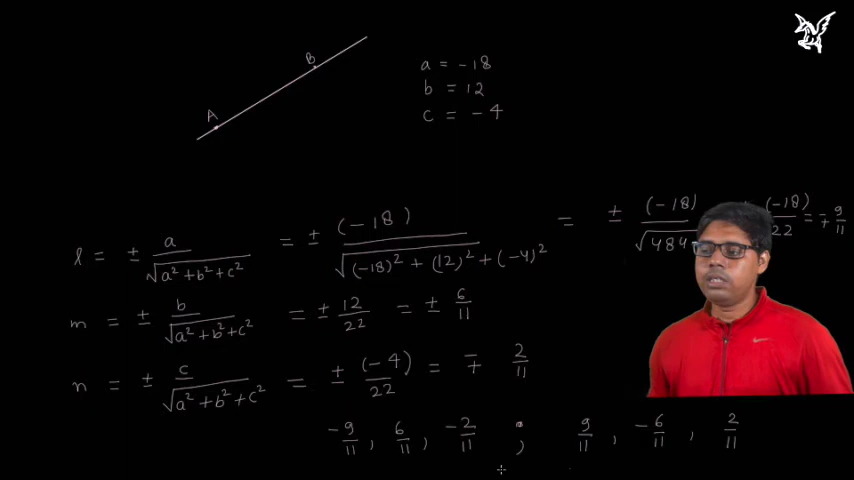 B
A
a = -18
b = 12
c = -4
l = ± a/√(a²+b²+c²) = ± (-18)/√((-18)² + (12)² + (-4)²) = ± (-18)/√484 (-18)/22 = ∓ 9/11
m = ± b/√(a²+b²+c²) = ± 12/22 = ± 6/11
n = ± c/√(a²+b²+c²) = ± (-4)/22 = ∓ 2/11
-9/11, 6/11, -2/11 ; 9/11, -6/11, 2/11